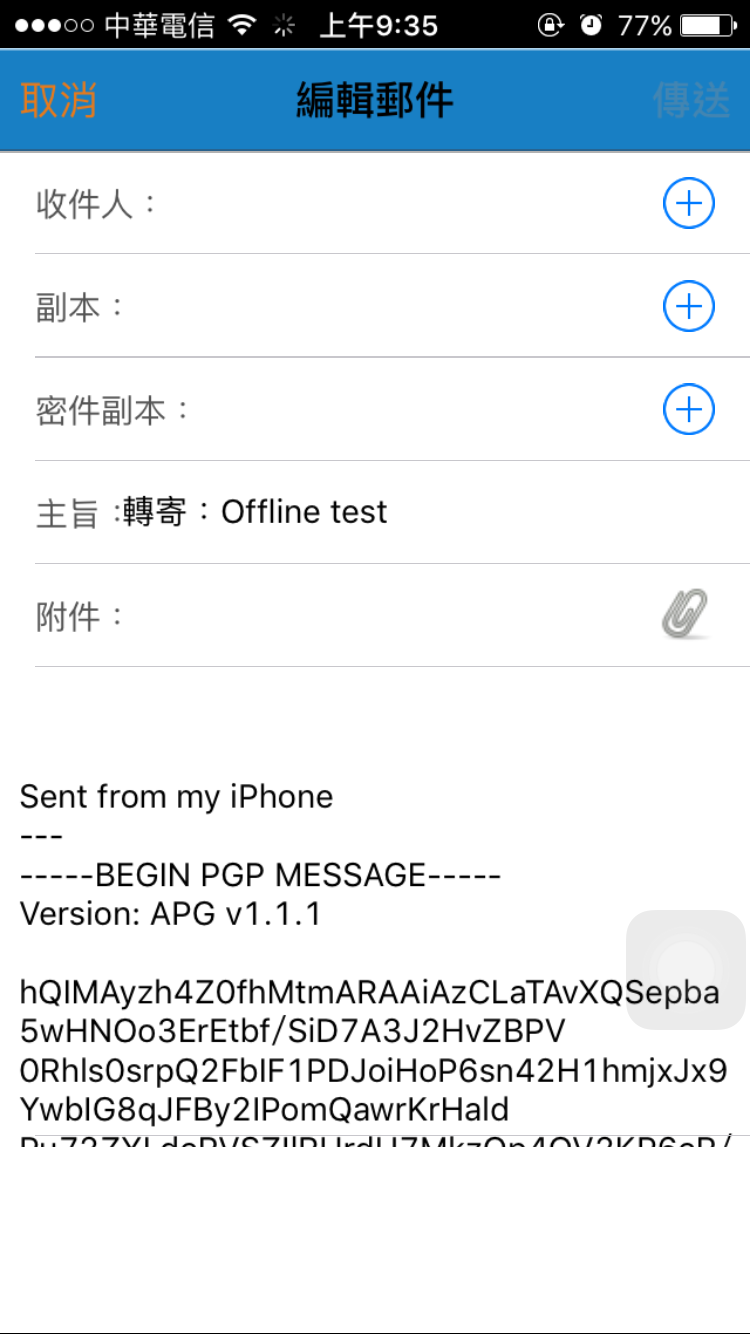 中華電信 上午9:35 77%
取消 編輯郵件 傳送
收件人：
副本：
密件副本：
主旨 :轉寄：Offline test
附件：
Sent from my iPhone
---
-----BEGIN PGP MESSAGE-----
Version: APG v1.1.1
hQIMAyzh4Z0fhMtmARAAiAzCLaTAvXQSepba
5wHNOo3ErEtbf/SiD7A3J2HvZBPV
0Rhls0srpQ2FbIF1PDJoiHoP6sn42H1hmjxJx9
YwbIG8qJFBy2IPomQawrKrHald